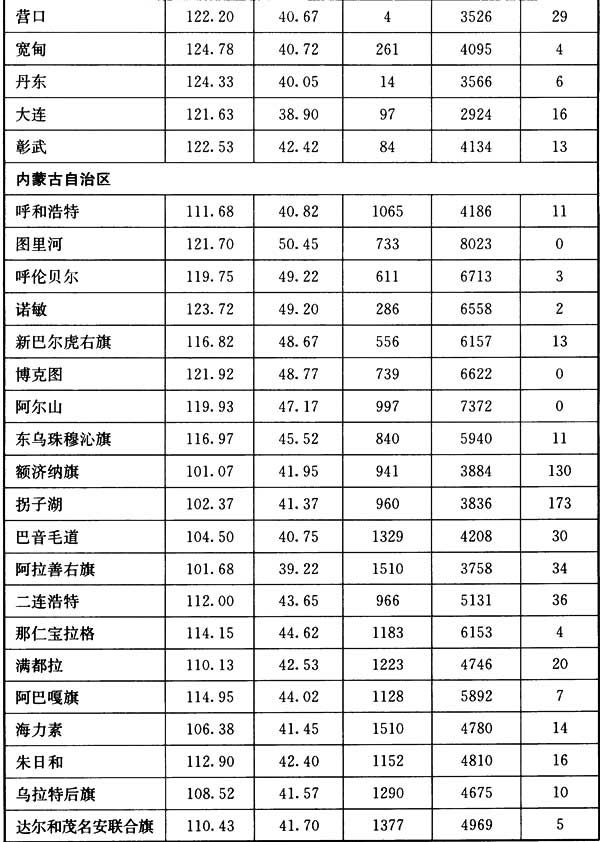 营口 122.20 40.67 4 3526 29
宽甸 124.78 40.72 261 4095 4
丹东 124.33 40.05 14 3566 6
大连 121.63 38.90 97 2924 16
彰武 122.53 42.42 84 4134 13
内蒙古自治区
呼和浩特 111.68 40.82 1065 4186 11
图里河 121.70 50.45 733 8023 0
呼伦贝尔 119.75 49.22 611 6713 3
诺敏 123.72 49.20 286 6558 2
新巴尔虎右旗 116.82 48.67 556 6157 13
博克图 121.92 48.77 739 6622 0
阿尔山 119.93 47.17 997 7372 0
东乌珠穆沁旗 116.97 45.52 840 5940 11
额济纳旗 101.07 41.95 941 3884 130
拐子湖 102.37 41.37 960 3836 173
巴音毛道 104.50 40.75 1329 4208 30
阿拉善右旗 101.68 39.22 1510 3758 34
二连浩特 112.00 43.65 966 5131 36
那仁宝拉格 114.15 44.62 1183 6153 4
满都拉 110.13 42.53 1223 4746 20
阿巴嘎旗 114.95 44.02 1128 5892 7
海力素 106.38 41.45 1510 4780 14
朱日和 112.90 42.40 1152 4810 16
乌拉特后旗 108.52 41.57 1290 4675 10
达尔和茂名安联合旗 110.43 41.70 1377 4969 5